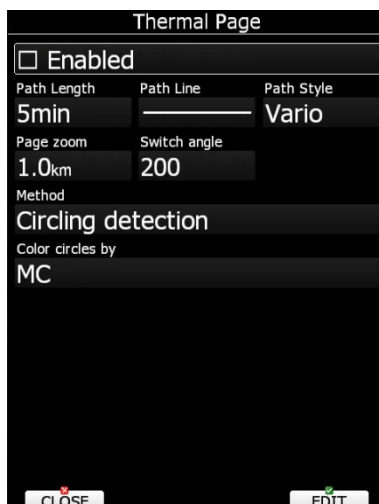 Thermal Page
Enabled
Path Length Path Line Path Style
5min Vario
Page zoom Switch angle
1.0km 200
Method
Circling detection
Color circles by
MC
CLOSE EDIT